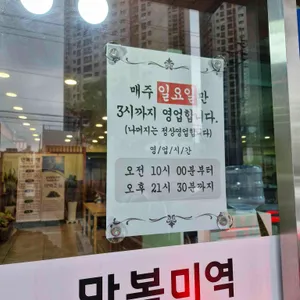 매주 일요일만
3시까지 영업합니다.
(나머지는 정상영업합니다)
영/업/시/간
오전 10시 00분부터
오후 21시 30분까지
만복미역